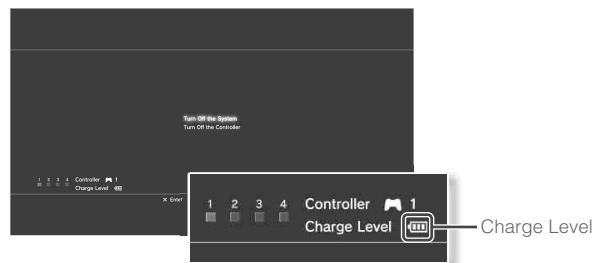 Turn Off the System
Turn Off the Controller
1 2 3 4 Controller 1
Charge Level
Enter
1 2 3 4 Controller 1
Charge Level
Charge Level